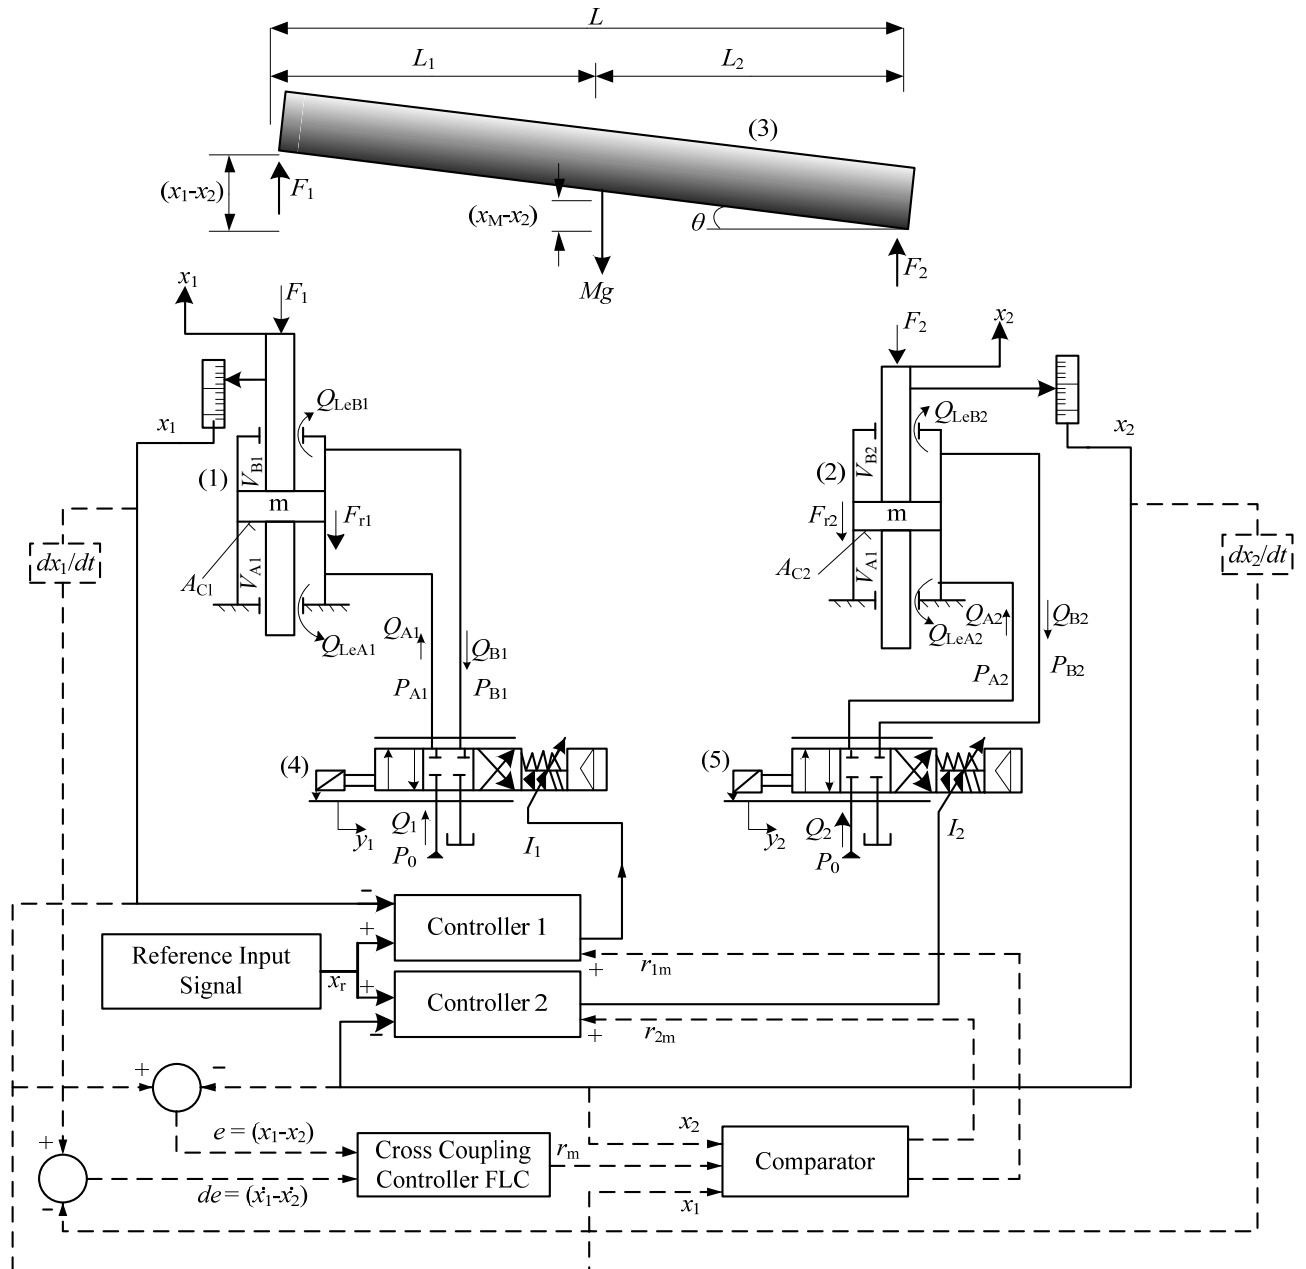 L
L1
L2
(3)
(x1-x2)
F1
(xM-x2)
θ
Mg
F2
x1
F1
F2
x2
QLeB1
QLeB2
x1
x2
(1)
VB1
(2)
VB2
m
m
Fr1
Fr2
dx1/dt
dx2/dt
AC1
VA1
AC2
VA1
QLeA1
QA1
QB1
QLeA2
QA2
QB2
PA1
PB1
PA2
PB2
(4)
(5)
y1
Q1
P0
I1
y2
Q2
P0
I2
-
Controller 1
+
Reference Input
Signal
xr
+
r1m
+
Controller 2
-
r2m
+
+
-
e = (x1-x2)
x2
+
Cross Coupling
Controller FLC
rm
Comparator
de = (ẋ1-ẋ2)
-
x1